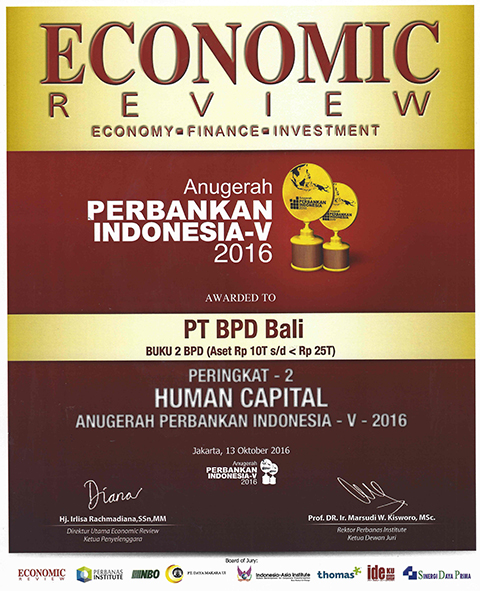 ECONOMIC
REVIEW
ECONOMY▪FINANCE▪INVESTMENT
Anugerah
PERBANKAN
INDONESIA-V
2016
AWARDED TO
PT BPD Bali
BUKU 2 BPD (Aset Rp 10T s/d < Rp 25T)
PERINGKAT - 2
HUMAN CAPITAL
ANUGERAH PERBANKAN INDONESIA - V - 2016
Jakarta, 13 Oktober 2016
Anugerah
PERBANKAN
INDONESIA-V
2016
Diana
Hj. Irlisa Rachmadiana,SSn,MM
Direktur Utama Economic Review
Ketua Penyelenggara
Prof. DR. Ir. Marsudi W. Kisworo, MSc.
Rektor Perbanas Institute
Ketua Dewan Juri
Board of Jury:
ECONOMIC
REVIEW
PERBANAS
INSTITUTE
NBO
PT. DAYA MAKARA UI
Indonesia-Asia Institute
thomas
ide
KU
SINERGI DAYA PRIMA